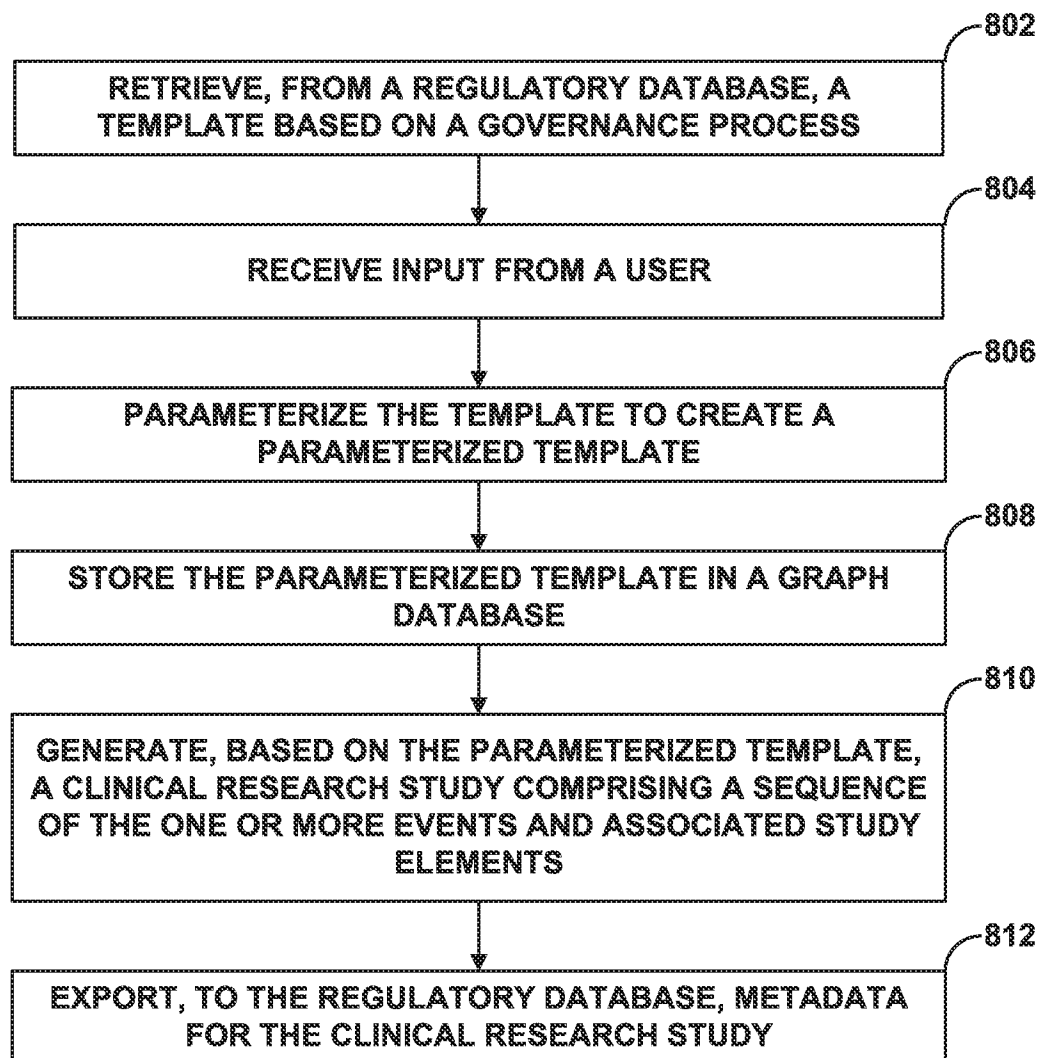 802
RETRIEVE, FROM A REGULATORY DATABASE, A
TEMPLATE BASED ON A GOVERNANCE PROCESS
804
RECEIVE INPUT FROM A USER
806
PARAMETERIZE THE TEMPLATE TO CREATE A
PARAMETERIZED TEMPLATE
808
STORE THE PARAMETERIZED TEMPLATE IN A GRAPH
DATABASE
810
GENERATE, BASED ON THE PARAMETERIZED TEMPLATE,
A CLINICAL RESEARCH STUDY COMPRISING A SEQUENCE
OF THE ONE OR MORE EVENTS AND ASSOCIATED STUDY
ELEMENTS
812
EXPORT, TO THE REGULATORY DATABASE, METADATA
FOR THE CLINICAL RESEARCH STUDY